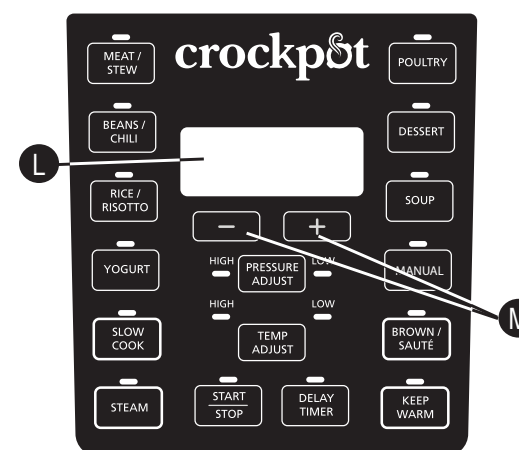 crockpot
MEAT /
STEW
POULTRY
BEANS /
CHILI
DESSERT
L
RICE /
RISOTTO
SOUP
− +
YOGURT
HIGH
PRESSURE
ADJUST
LOW
MANUAL
HIGH
LOW
M
SLOW
COOK
TEMP
ADJUST
BROWN /
SAUTÉ
STEAM
START
STOP
DELAY
TIMER
KEEP
WARM